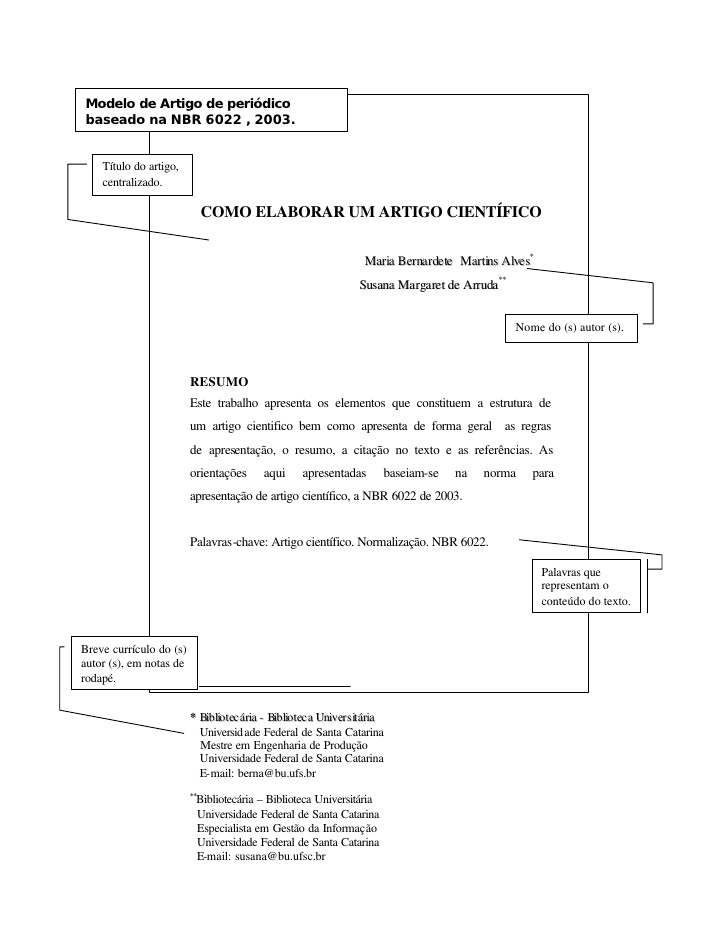 Modelo de Artigo de periódico
baseado na NBR 6022 , 2003.
Título do artigo,
centralizado.
COMO ELABORAR UM ARTIGO CIENTÍFICO
Maria Bernardete Martins Alves*
Susana Margaret de Arruda**
Nome do (s) autor (s).
RESUMO
Este trabalho apresenta os elementos que constituem a estrutura de
um artigo cientifico bem como apresenta de forma geral as regras
de apresentação, o resumo, a citação no texto e as referências. As
orientações aqui apresentadas baseiam-se na norma para
apresentação de artigo científico, a NBR 6022 de 2003.
Palavras-chave: Artigo científico. Normalização. NBR 6022.
Palavras que
representam o
conteúdo do texto.
Breve currículo do (s)
autor (s), em notas de
rodapé.
* Bibliotecária - Biblioteca Universitária
Universidade Federal de Santa Catarina
Mestre em Engenharia de Produção
Universidade Federal de Santa Catarina
E-mail: berna@bu.ufs.br
**Bibliotecária – Biblioteca Universitária
Universidade Federal de Santa Catarina
Especialista em Gestão da Informação
Universidade Federal de Santa Catarina
E-mail: susana@bu.ufsc.br